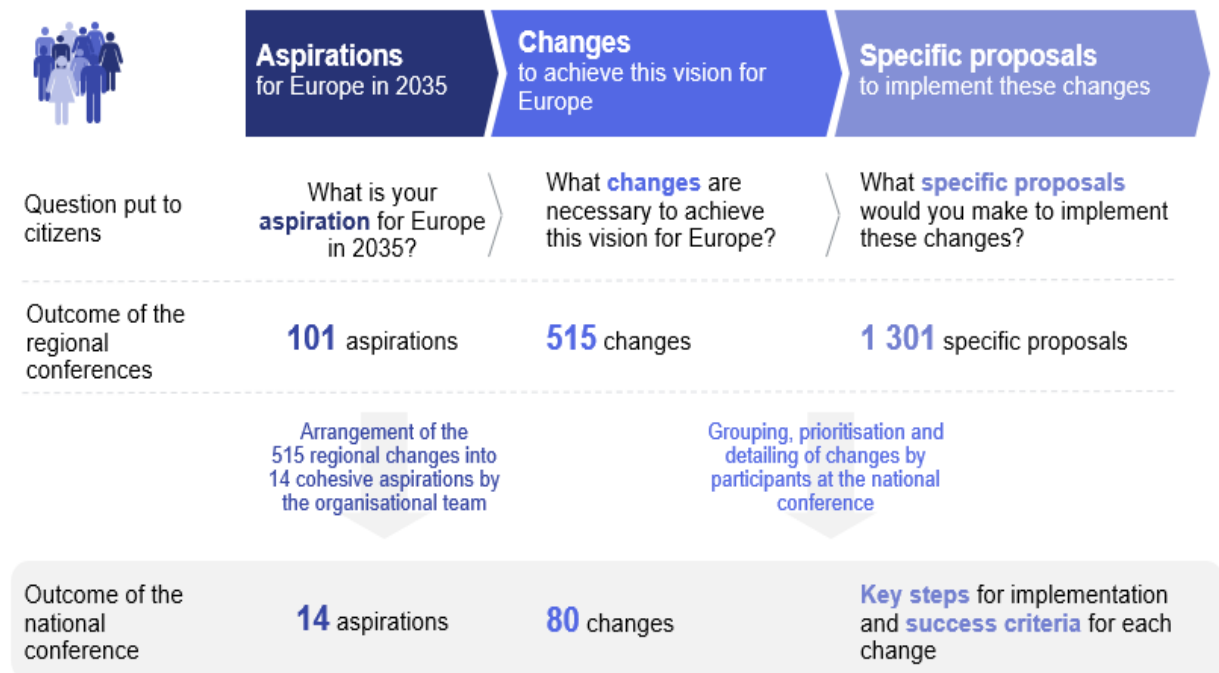 Aspirations
for Europe in 2035
Changes
to achieve this vision for
Europe
Specific proposals
to implement these changes
Question put to
citizens
What is your
aspiration for Europe
in 2035?
What changes are
necessary to achieve
this vision for Europe?
What specific proposals
would you make to implement
these changes?
Outcome of the
regional
conferences
101 aspirations
515 changes
1 301 specific proposals
Arrangement of the
515 regional changes into
14 cohesive aspirations by
the organisational team
Grouping, prioritisation and
detailing of changes by
participants at the national
conference
Outcome of the
national
conference
14 aspirations
80 changes
Key steps for implementation
and success criteria for each
change